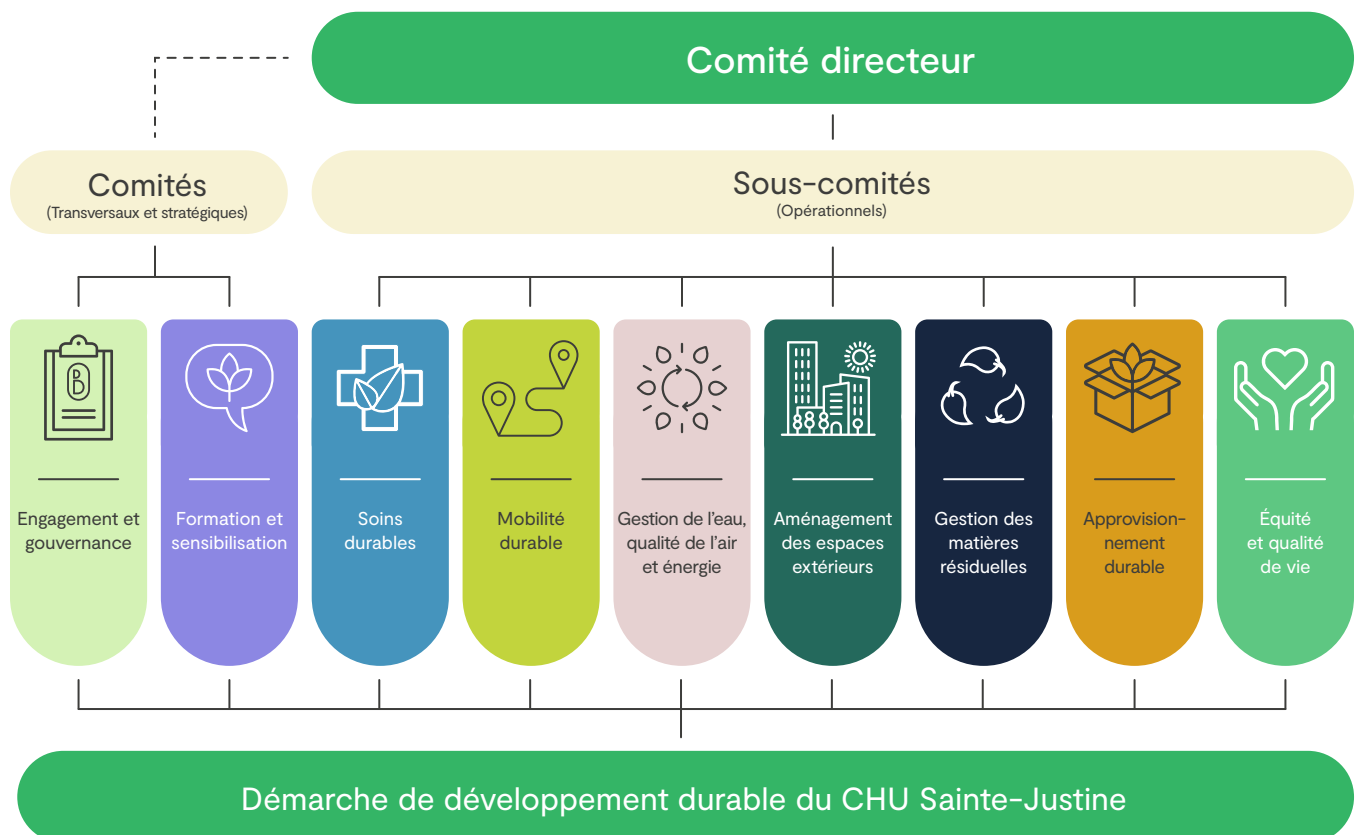 Comité directeur
Comités
(Transversaux et stratégiques)
Sous-comités
(Opérationnels)
B
Engagement et
gouvernance
Formation et
sensibilisation
Soins
durables
Mobilité
durable
Gestion de l'eau,
qualité de l'air
et énergie
Aménagement
des espaces
extérieurs
Gestion des
matières
résiduelles
Approvision-
nement
durable
Équité
et qualité
de vie
Démarche de développement durable du CHU Sainte-Justine